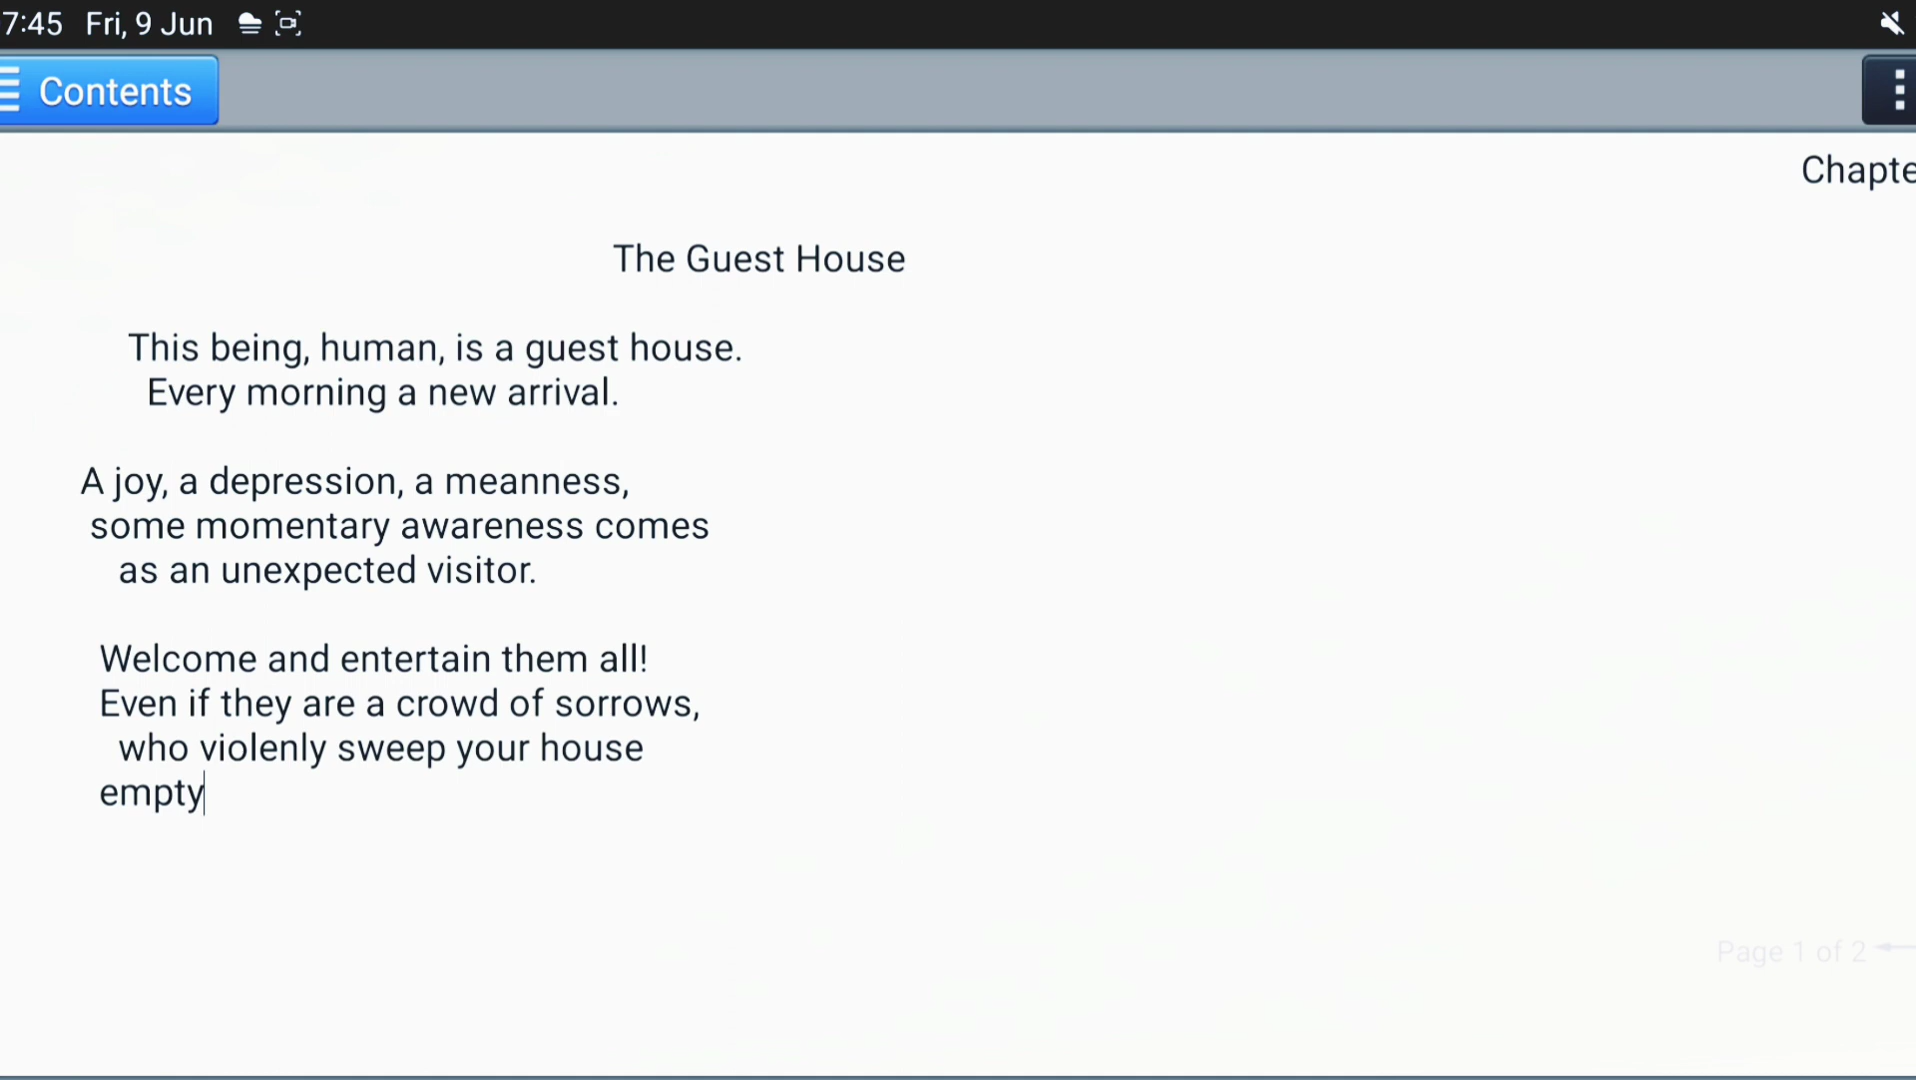 7:45 Fri, 9 Jun
Contents
Chapte
The Guest House
This being, human, is a guest house.
Every morning a new arrival.
A joy, a depression, a meanness,
some momentary awareness comes
as an unexpected visitor.
Welcome and entertain them all!
Even if they are a crowd of sorrows,
who violenly sweep your house
empty
Page 1 of 2